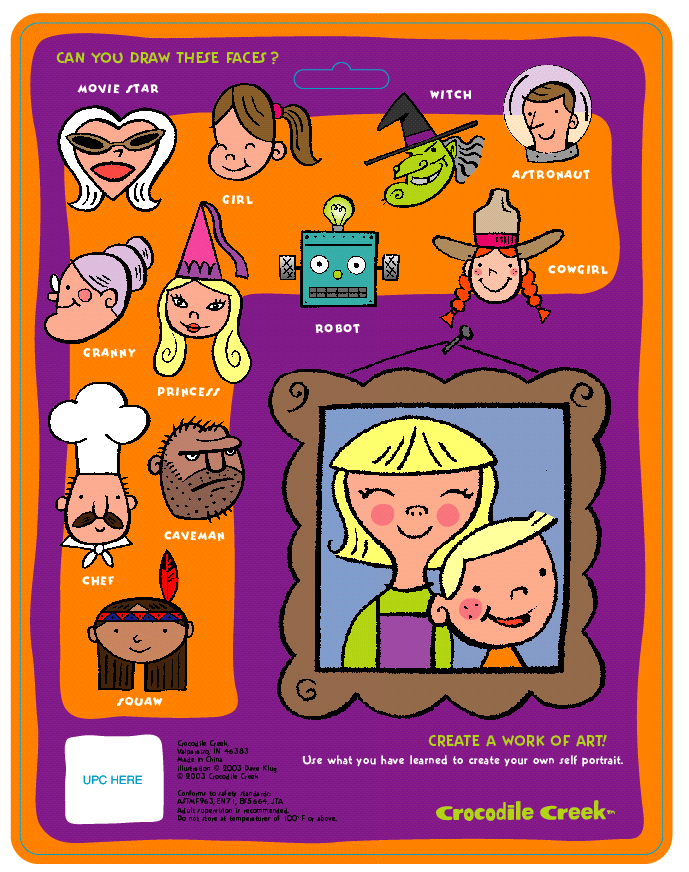 CAN YOU DRAW THESE FACES?
MOVIE STAR
WITCH
ASTRONAUT
GIRL
COWGIRL
ROBOT
GRANNY
PRINCESS
CAVEMAN
CHEF
SQUAW
CREATE A WORK OF ART!
Use what you have learned to create your own self portrait.
UPC HERE
Crocodile Creek,
Valparaiso, IN 46383
Made in China
Illustration © 2003 Dave Klug
© 2003 Crocodile Creek
Conforms to safety standards:
ASTMF963, EN71, BS5664, JTA
Adult supervision is recommended.
Do not store at temperatures of 100°F or above.
Crocodile Creek™